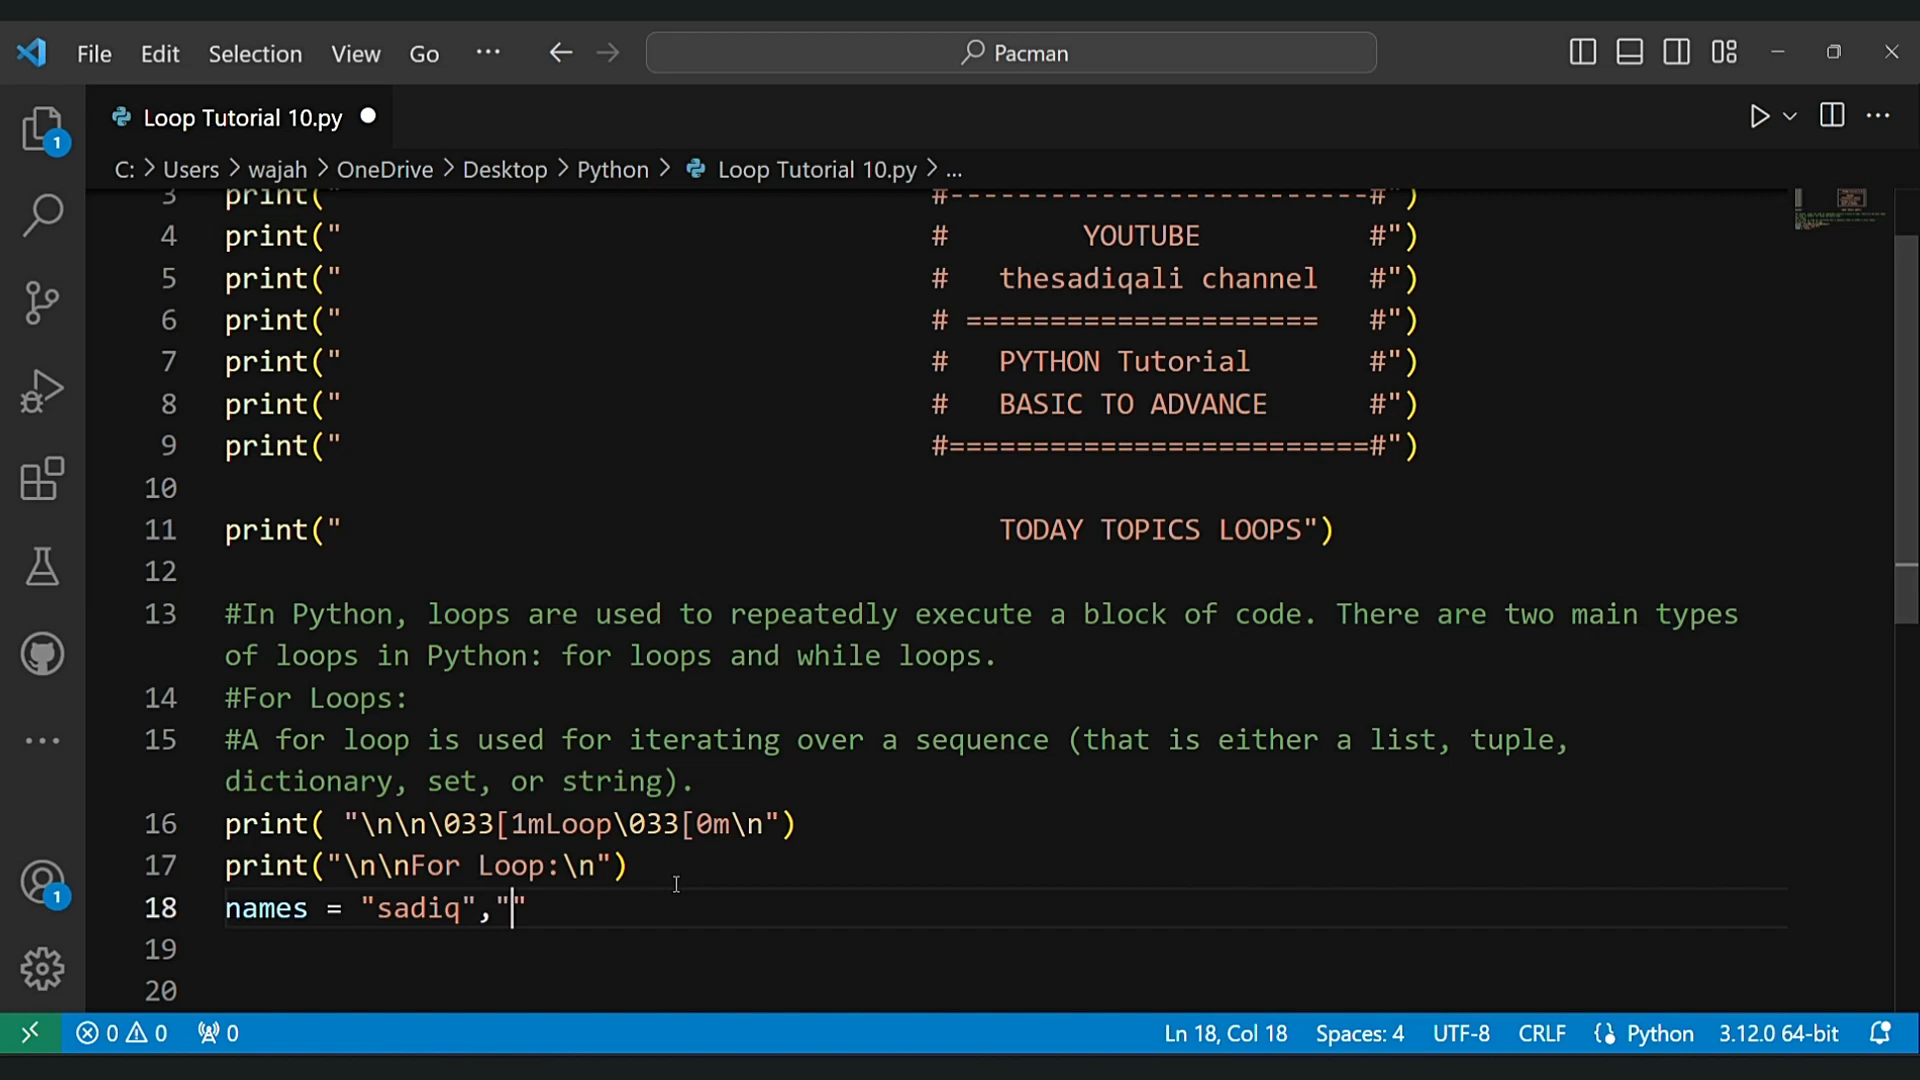 File Edit Selection View Go ··· Pacman
Loop Tutorial 10.py
C: > Users > wajah > OneDrive > Desktop > Python > Loop Tutorial 10.py > ...
3 print(" #-------------------------#")
4 print(" # YOUTUBE #")
5 print(" # thesadiqali channel #")
6 print(" # ===================== #")
7 print(" # PYTHON Tutorial #")
8 print(" # BASIC TO ADVANCE #")
9 print(" #=========================#")
10
11 print(" TODAY TOPICS LOOPS")
12
13 #In Python, loops are used to repeatedly execute a block of code. There are two main types
of loops in Python: for loops and while loops.
14 #For Loops:
15 #A for loop is used for iterating over a sequence (that is either a list, tuple,
dictionary, set, or string).
16 print( "\n\n\033[1mLoop\033[0m\n")
17 print("\n\nFor Loop:\n")
18 names = "sadiq",""
19
20
1
1
0 0 0 Ln 18, Col 18 Spaces: 4 UTF-8 CRLF Python 3.12.0 64-bit